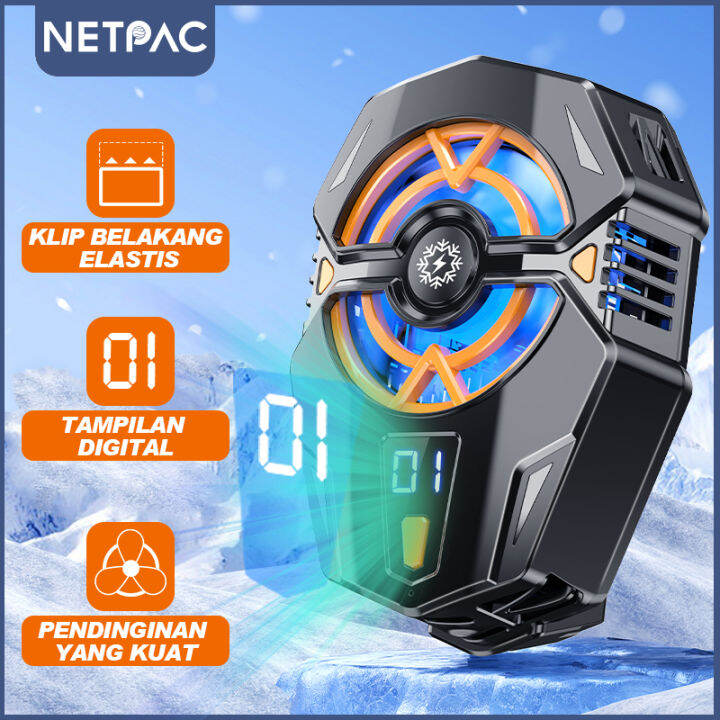 NETPAC
KLIP BELAKANG
ELASTIS
01
TAMPILAN
DIGITAL
01
01
PENDINGINAN
YANG KUAT